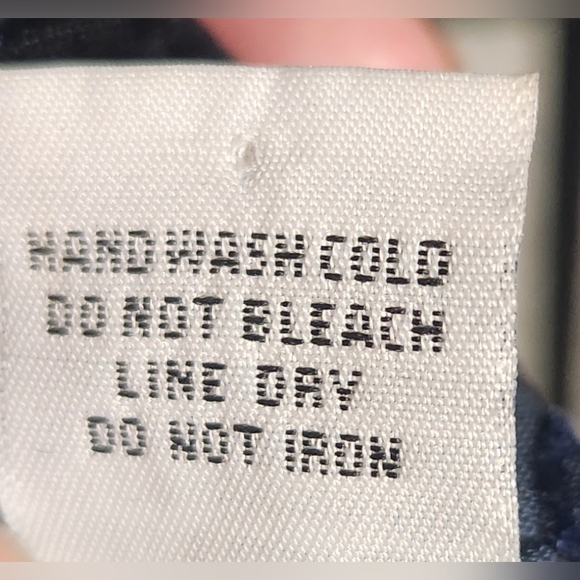 HAND WASH COLD
DO NOT BLEACH
LINE DRY
DO NOT IRON